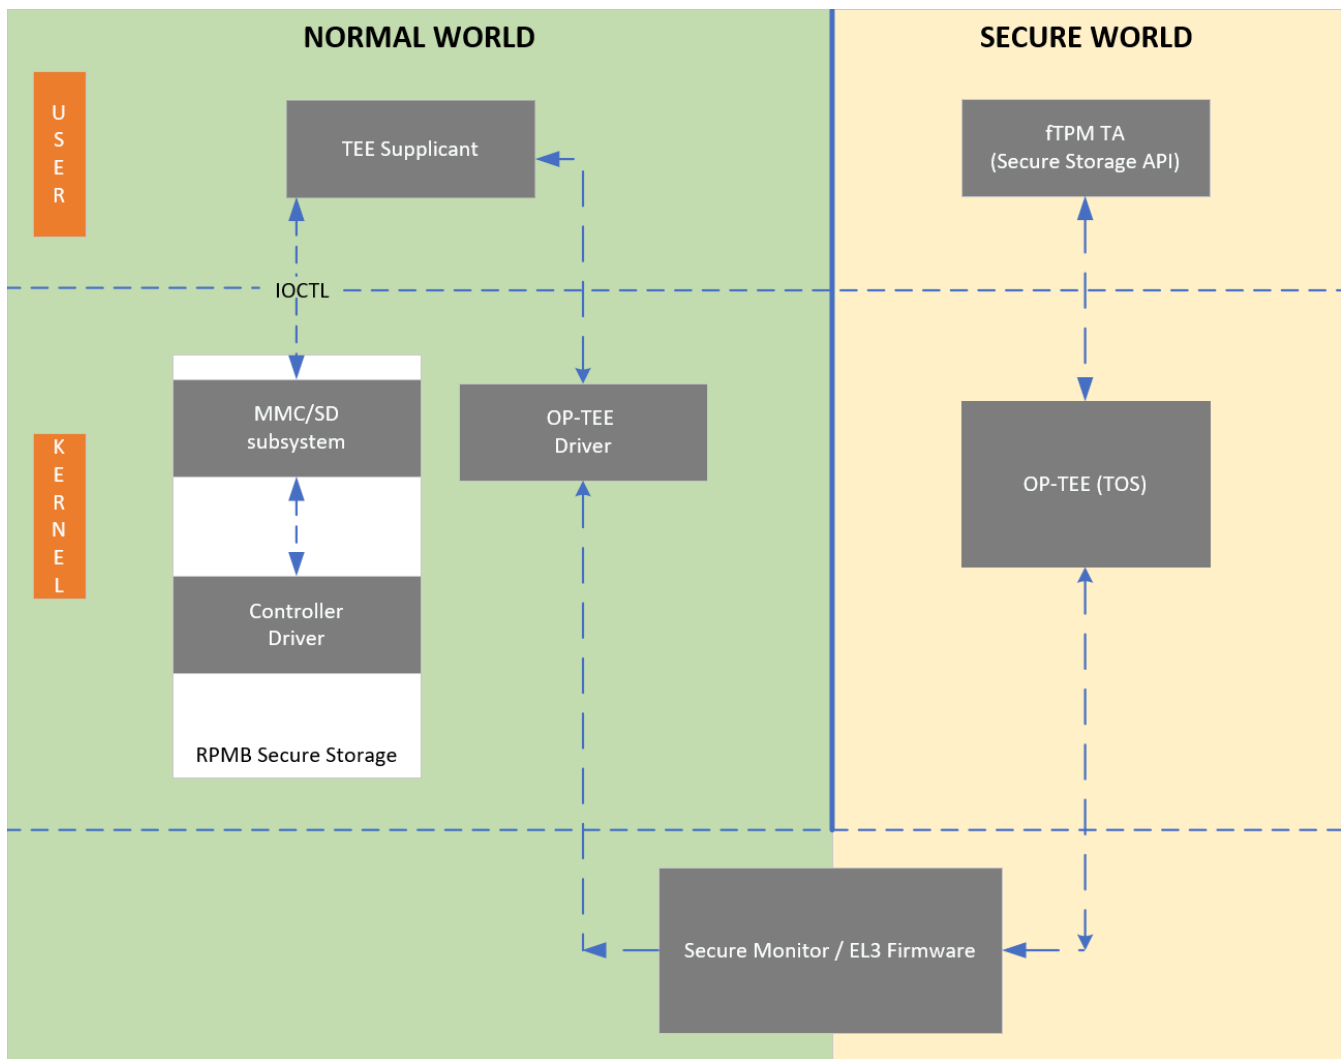 NORMAL WORLD
SECURE WORLD
U
S
E
R
TEE Supplicant
fTPM TA
(Secure Storage API)
IOCTL
K
E
R
N
E
L
MMC/SD
subsystem
OP-TEE
Driver
OP-TEE (TOS)
Controller
Driver
RPMB Secure Storage
Secure Monitor / EL3 Firmware